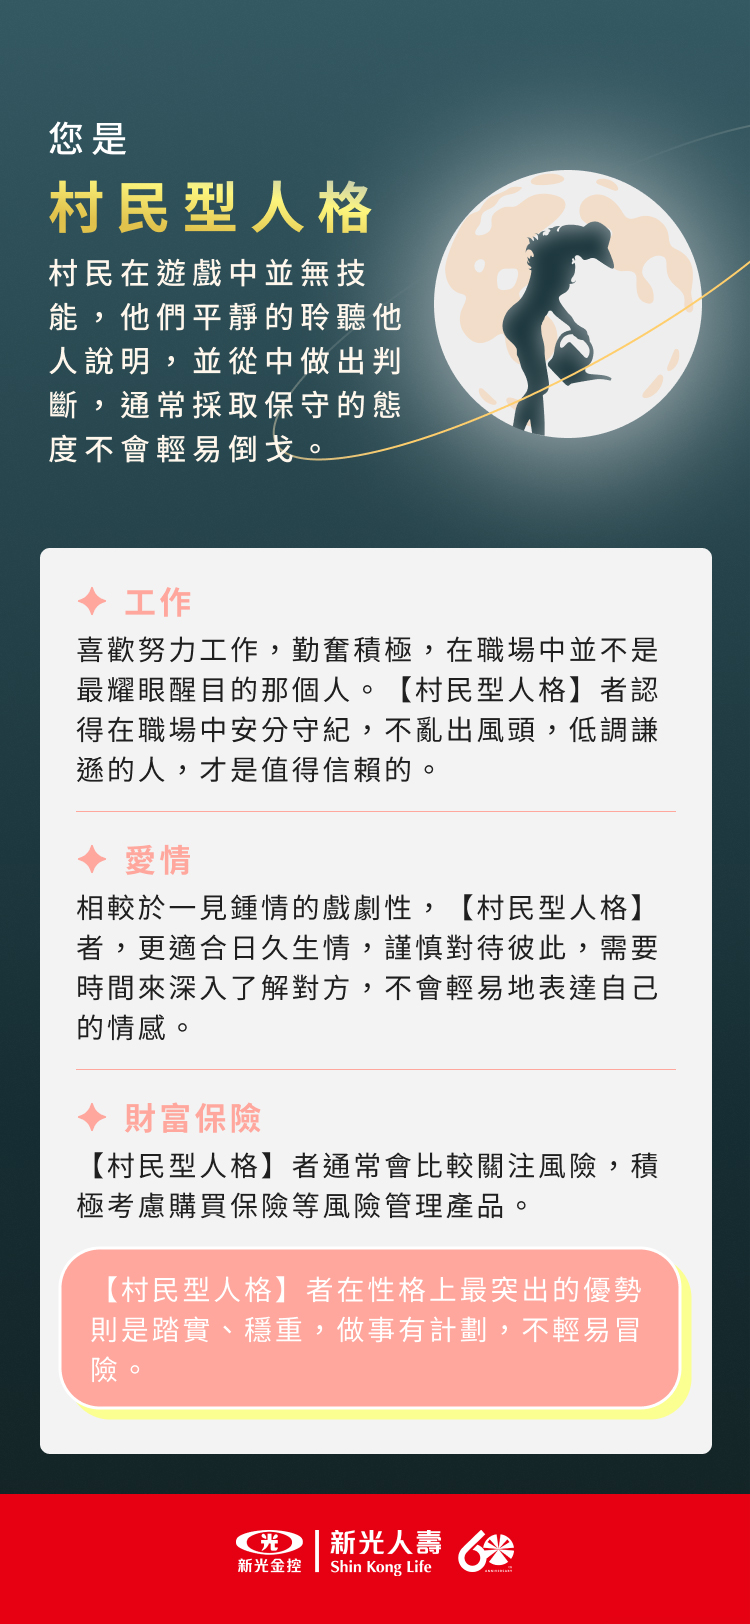 您是
村民型人格
村民在遊戲中並無技
能，他們平靜的聆聽他
人說明，並從中做出判
斷，通常採取保守的態
度不會輕易倒戈。
工作
喜歡努力工作，勤奮積極，在職場中並不是
最耀眼醒目的那個人。【村民型人格】者認
得在職場中安分守紀，不亂出風頭，低調謙
遜的人，才是值得信賴的。
愛情
相較於一見鍾情的戲劇性，【村民型人格】
者，更適合日久生情，謹慎對待彼此，需要
時間來深入了解對方，不會輕易地表達自己
的情感。
財富保險
【村民型人格】者通常會比較關注風險，積
極考慮購買保險等風險管理產品。
【村民型人格】者在性格上最突出的優勢
則是踏實、穩重，做事有計劃，不輕易冒
險。
光
新光金控
新光人壽
Shin Kong Life
60
ANNIVERSARY